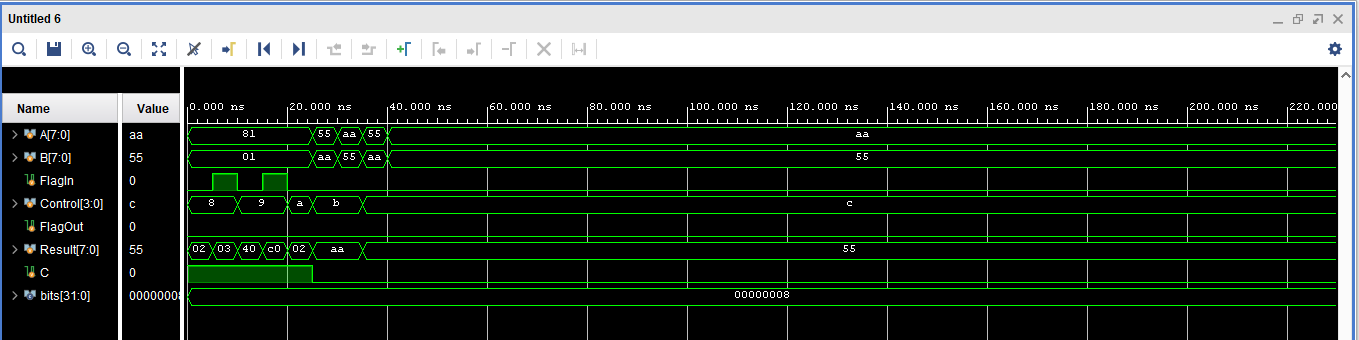 Untitled 6
Name Value 0.000 ns 20.000 ns 40.000 ns 60.000 ns 80.000 ns 100.000 ns 120.000 ns 140.000 ns 160.000 ns 180.000 ns 200.000 ns 220.000
A[7:0] aa 81 55 aa 55 aa
B[7:0] 55 01 aa 55 aa 55
FlagIn 0
Control[3:0] c 8 9 a b c
FlagOut 0
Result[7:0] 55 02 03 40 c0 02 aa 55
C 0
bits[31:0] 00000008 00000008